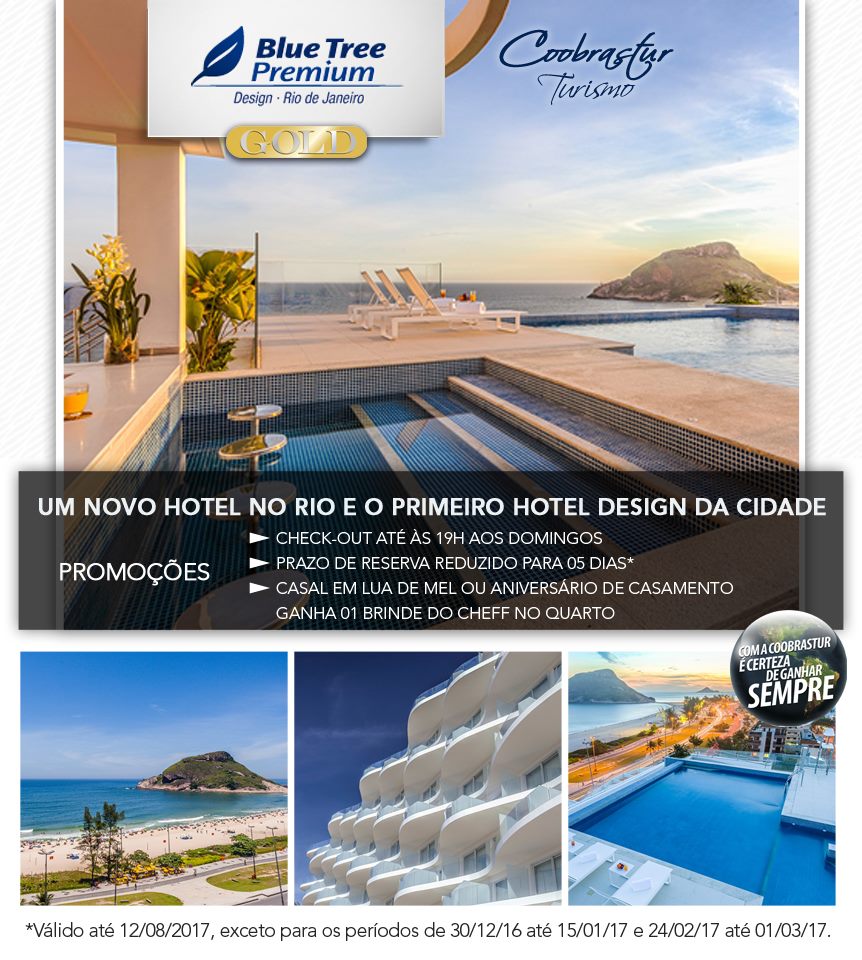 Blue Tree
Premium
Design · Rio de Janeiro
GOLD
Coobrastur
Turismo
UM NOVO HOTEL NO RIO E O PRIMEIRO HOTEL DESIGN DA CIDADE
PROMOÇÕES
CHECK-OUT ATÉ ÀS 19H AOS DOMINGOS
PRAZO DE RESERVA REDUZIDO PARA 05 DIAS*
CASAL EM LUA DE MEL OU ANIVERSÁRIO DE CASAMENTO
GANHA 01 BRINDE DO CHEFF NO QUARTO
COM A COOBRASTUR
É CERTEZA
DE GANHAR
SEMPRE
*Válido até 12/08/2017, exceto para os períodos de 30/12/16 até 15/01/17 e 24/02/17 até 01/03/17.